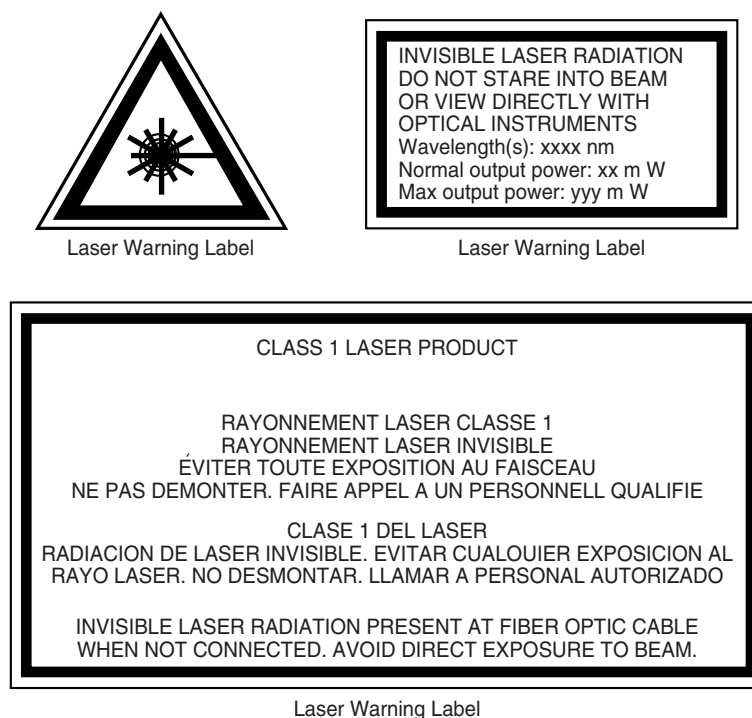 Laser Warning Label
INVISIBLE LASER RADIATION
DO NOT STARE INTO BEAM
OR VIEW DIRECTLY WITH
OPTICAL INSTRUMENTS
Wavelength(s): xxxx nm
Normal output power: xx m W
Max output power: yyy m W
Laser Warning Label
CLASS 1 LASER PRODUCT
RAYONNEMENT LASER CLASSE 1
RAYONNEMENT LASER INVISIBLE
ÉVITER TOUTE EXPOSITION AU FAISCEAU
NE PAS DEMONTER. FAIRE APPEL A UN PERSONNELL QUALIFIE
CLASE 1 DEL LASER
RADIACION DE LASER INVISIBLE. EVITAR CUALOUIER EXPOSICION AL
RAYO LASER. NO DESMONTAR. LLAMAR A PERSONAL AUTORIZADO
INVISIBLE LASER RADIATION PRESENT AT FIBER OPTIC CABLE
WHEN NOT CONNECTED. AVOID DIRECT EXPOSURE TO BEAM.
Laser Warning Label